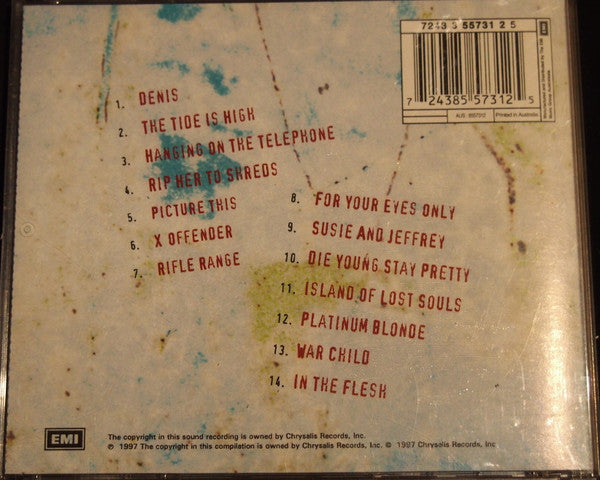 7243 5 55731 2 5
7 24385 57312 5
AUS 8557312
Printed in Australia
EMI
1. DENIS
2. THE TIDE IS HIGH
3. HANGING ON THE TELEPHONE
4. RIP HER TO SHREDS
5. PICTURE THIS
6. X OFFENDER
7. RIFLE RANGE
8. FOR YOUR EYES ONLY
9. SUSIE AND JEFFREY
10. DIE YOUNG STAY PRETTY
11. ISLAND OF LOST SOULS
12. PLATINUM BLONDE
13. WAR CHILD
14. IN THE FLESH
EMI
The copyright in this sound recording is owned by Chrysalis Records, Inc.
℗ 1997 The copyright in this compilation is owned by Chrysalis Records, Inc. © 1997 Chrysalis Records, Inc